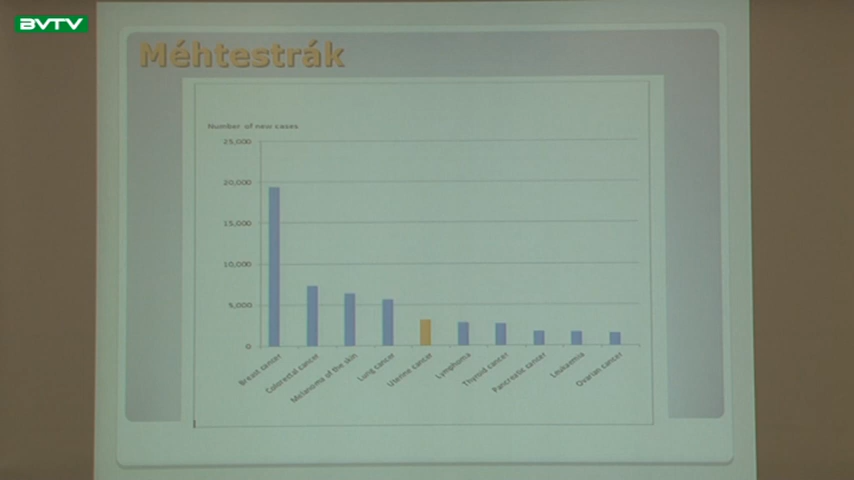 BVTV
Méhtestrák
Number of new cases
25,000
20,000
15,000
10,000
5,000
0
Breast cancer
Colorectal cancer
Melanoma of the skin
Lung cancer
Uterine cancer
Lymphoma
Thyroid cancer
Pancreatic cancer
Leukaemia
Ovarian cancer